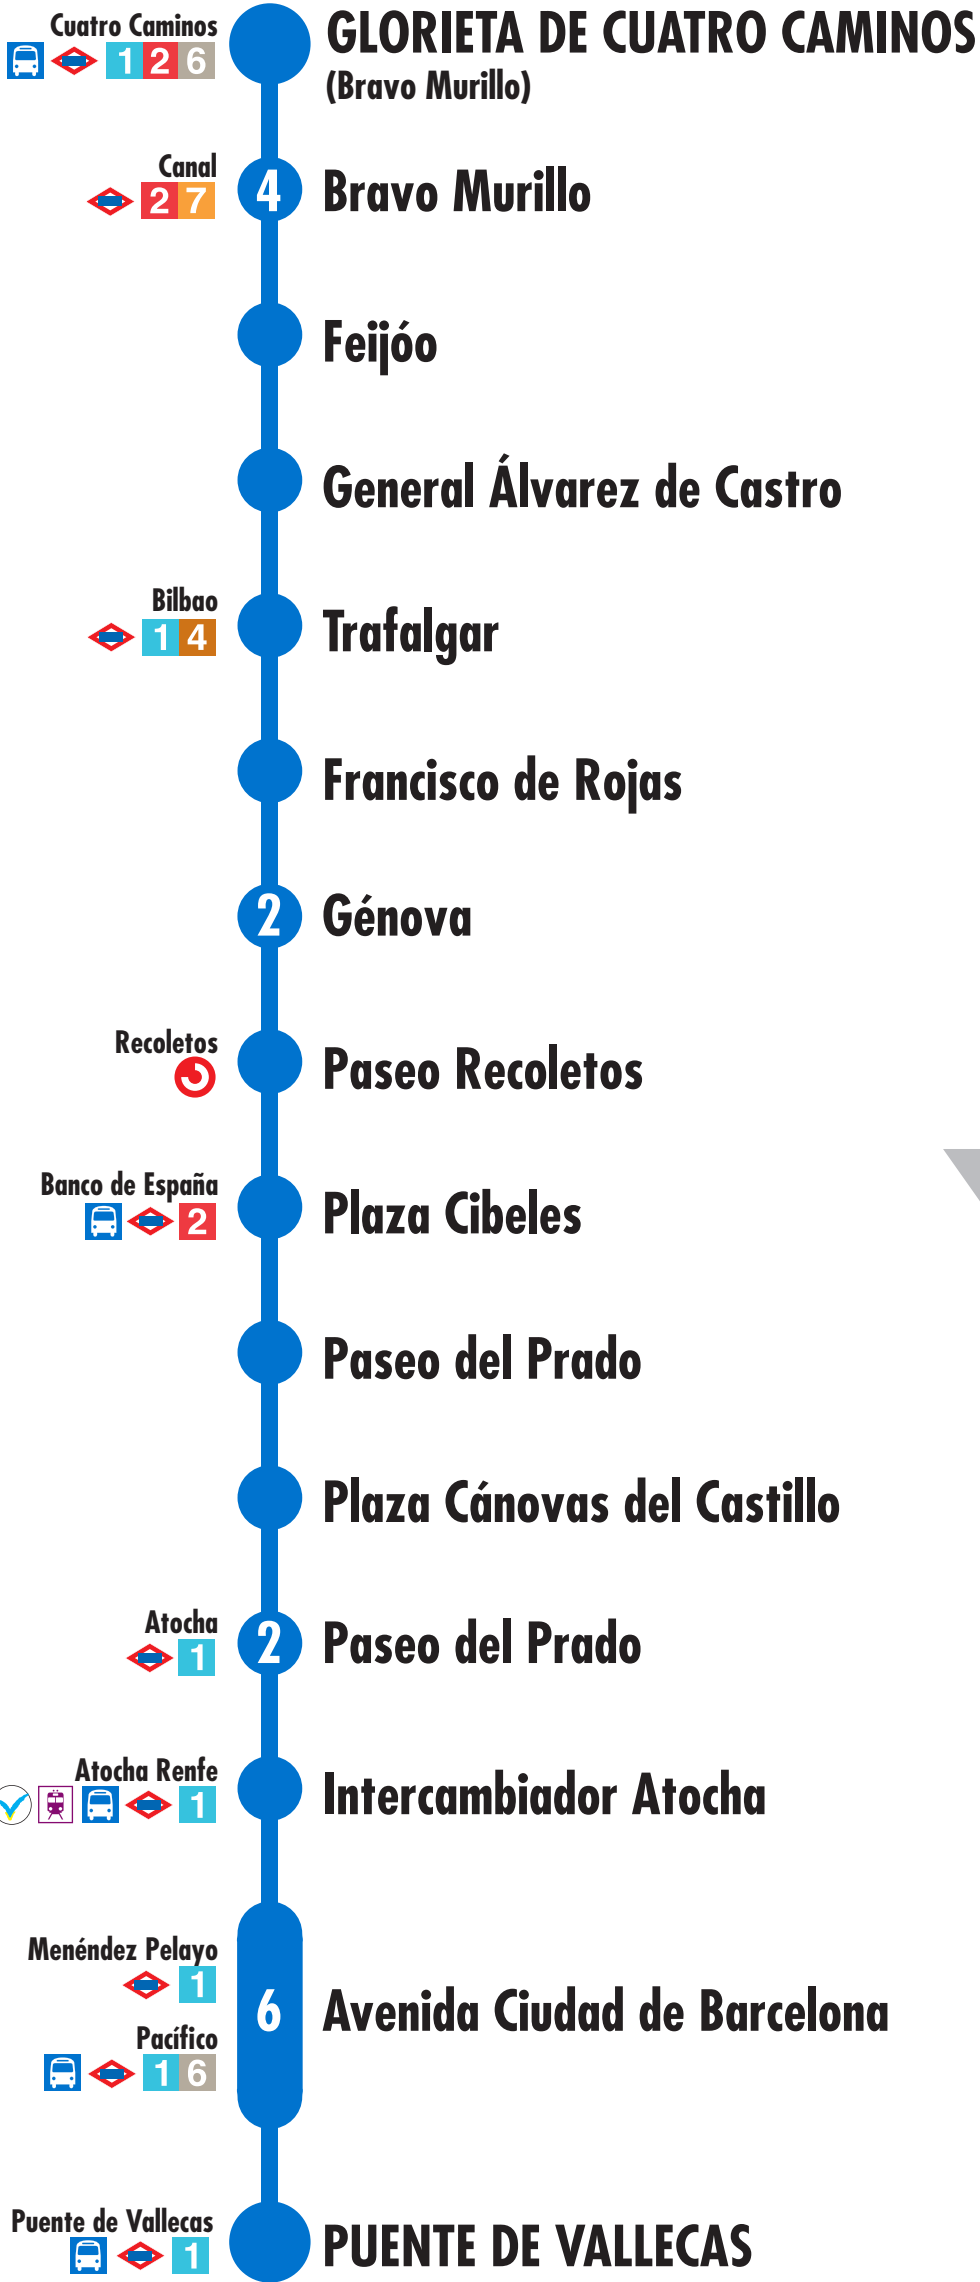 Cuatro Caminos
1 2 6
GLORIETA DE CUATRO CAMINOS
(Bravo Murillo)
Canal
2 7
4
Bravo Murillo
Feijóo
General Álvarez de Castro
Bilbao
1 4
Trafalgar
Francisco de Rojas
2
Génova
Recoletos
Paseo Recoletos
Banco de España
2
Plaza Cibeles
Paseo del Prado
Plaza Cánovas del Castillo
Atocha
1
2
Paseo del Prado
Atocha Renfe
1
Intercambiador Atocha
Menéndez Pelayo
1
Pacífico
1 6
6
Avenida Ciudad de Barcelona
Puente de Vallecas
1
PUENTE DE VALLECAS